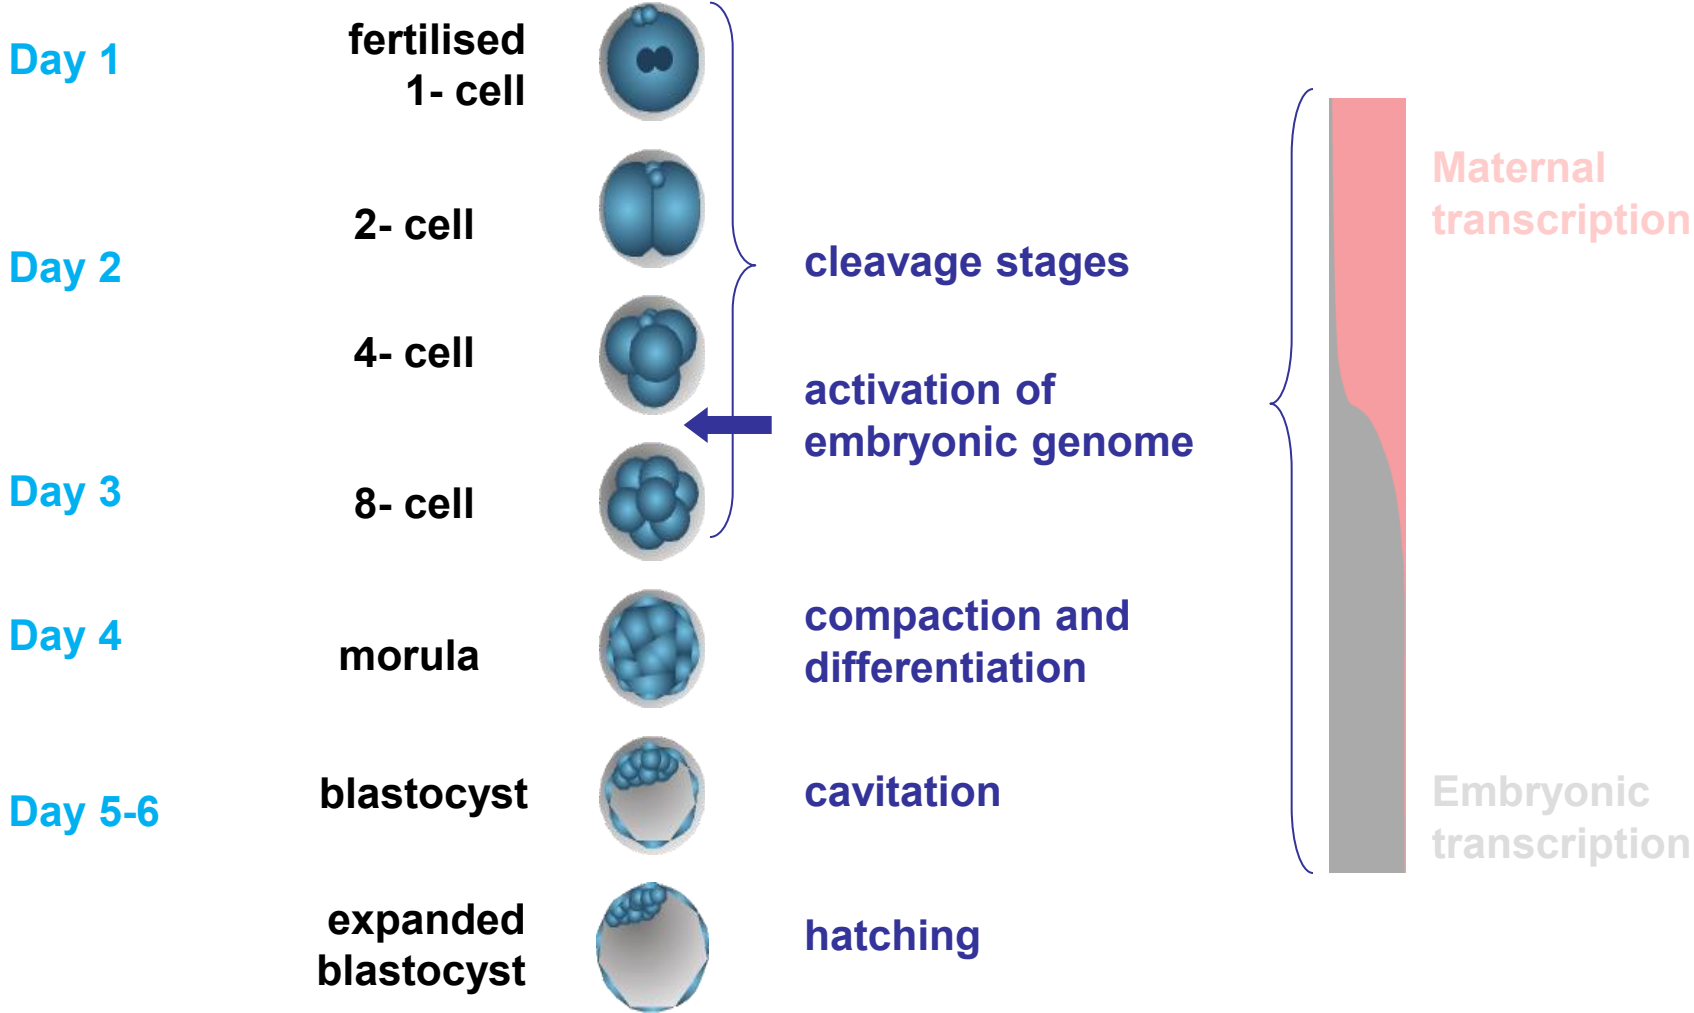 Day 1
fertilised
1- cell
2- cell
Day 2
cleavage stages
4- cell
activation of
embryonic genome
Day 3
8- cell
Day 4
morula
compaction and
differentiation
Day 5-6
blastocyst
cavitation
expanded
blastocyst
hatching
Maternal
transcription
Embryonic
transcription